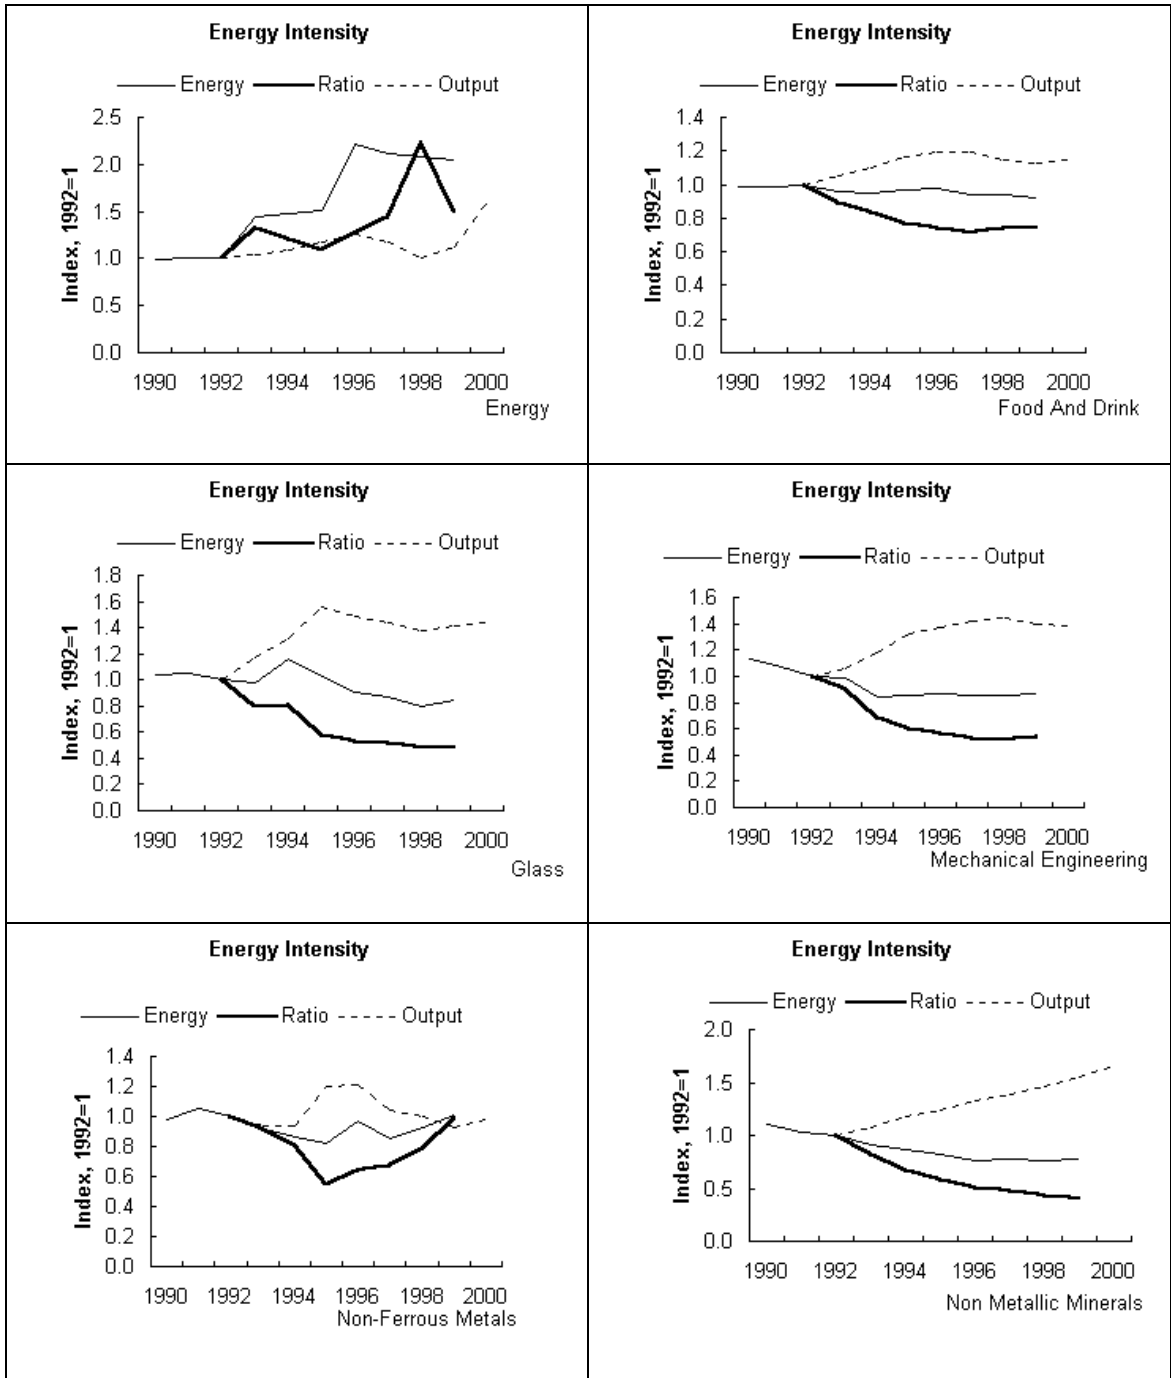 Energy Intensity
Energy Ratio Output
Index, 1992=1
2.5
2.0
1.5
1.0
0.5
0.0
1990 1992 1994 1996 1998 2000
Energy
Energy Intensity
Energy Ratio Output
Index, 1992=1
1.4
1.2
1.0
0.8
0.6
0.4
0.2
0.0
1990 1992 1994 1996 1998 2000
Food And Drink
Energy Intensity
Energy Ratio Output
Index, 1992=1
1.8
1.6
1.4
1.2
1.0
0.8
0.6
0.4
0.2
0.0
1990 1992 1994 1996 1998 2000
Glass
Energy Intensity
Energy Ratio Output
Index, 1992=1
1.6
1.4
1.2
1.0
0.8
0.6
0.4
0.2
0.0
1990 1992 1994 1996 1998 2000
Mechanical Engineering
Energy Intensity
Energy Ratio Output
Index, 1992=1
1.4
1.2
1.0
0.8
0.6
0.4
0.2
0.0
1990 1992 1994 1996 1998 2000
Non-Ferrous Metals
Energy Intensity
Energy Ratio Output
Index, 1992=1
2.0
1.5
1.0
0.5
0.0
1990 1992 1994 1996 1998 2000
Non Metallic Minerals